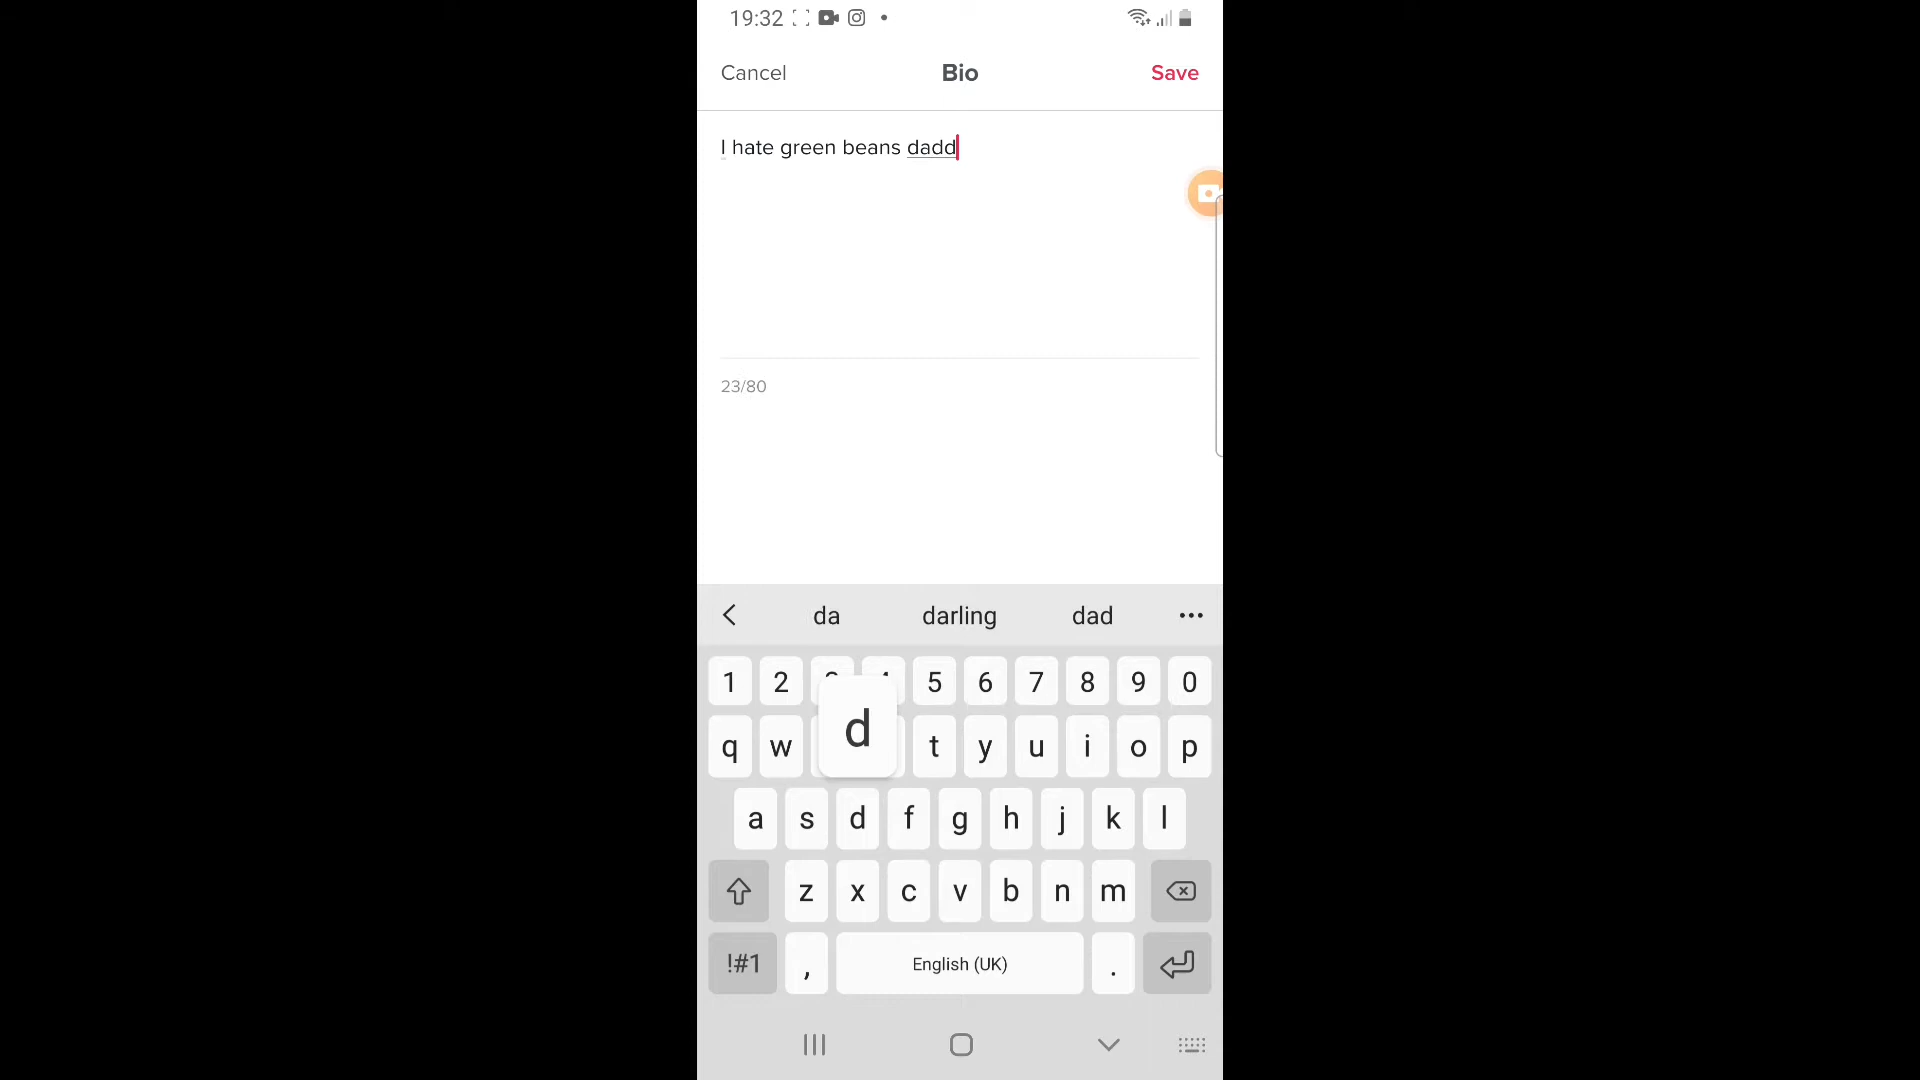 19:32
Cancel Bio Save
I hate green beans dadd
23/80
da darling dad
1 2 5 6 7 8 9 0
q w t y u i o p
d
a s d f g h j k l
z x c v b n m
!#1 , English (UK) .